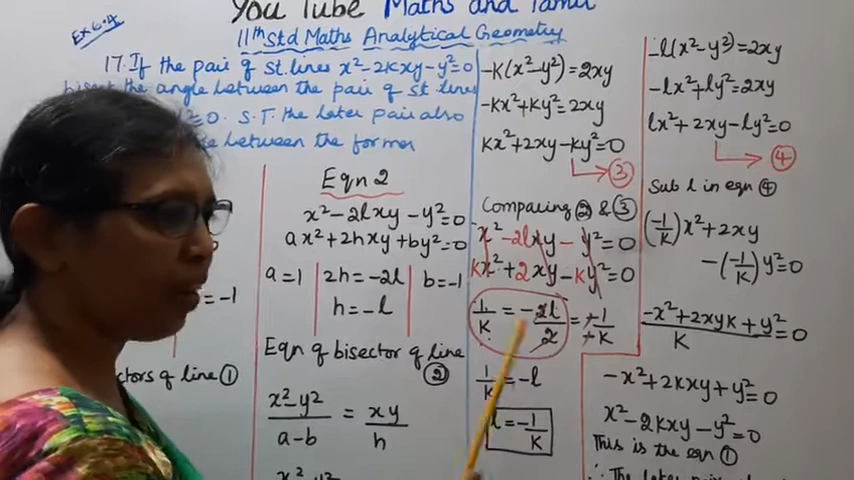 You Tube Maths and Tamil
Ex 6.4
11th Std Maths Analytical Geometry
17. If the pair of st. lines x²-2kxy-y²=0
bisect the angle between the pair of st. lines
=0. S.T. the later pair also
between the former
=-1
ctors of line ①
Eqn 2
x²-2lxy-y²=0
ax²+2hxy+by²=0
a=1 | 2h=-2l | b=-1
h=-l
Eqn of bisector of line ②
x²-y² / a-b = xy / h
x² y²
-k(x²-y²)=2xy
-kx²+ky²=2xy
kx²+2xy-ky²=0
→③
Comparing ② & ③
x²-2lxy-y²=0
kx²+2xy-ky²=0
1/k = -2l/2 = -1/-k
1/k = -l
l = -1/k
-l(x²-y²)=2xy
-lx²+ly²=2xy
lx²+2xy-ly²=0
→④
Sub l in eqn ④
(-1/k)x²+2xy
-(-1/k)y²=0
-x²+2xyk+y² / k =0
-x²+2kxy+y²=0
x²-2kxy-y²=0
This is the eqn ①
∴ The later pair